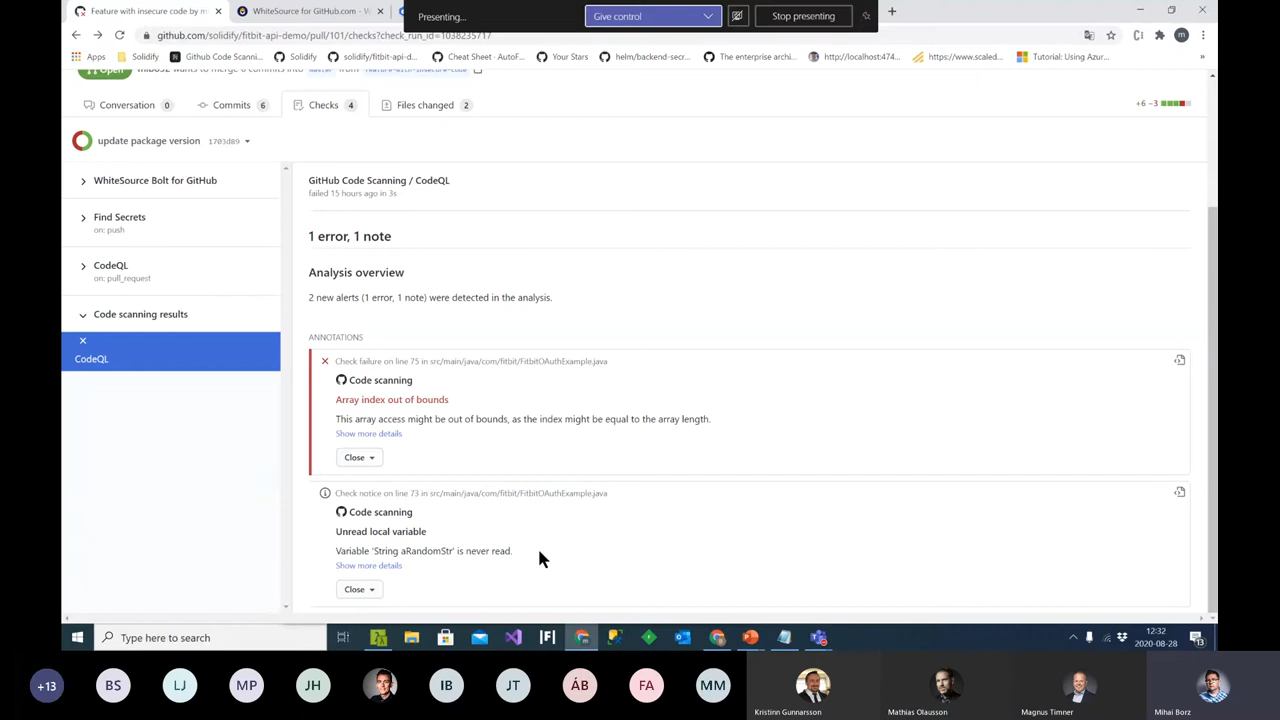 Feature with insecure code by m
WhiteSource for GitHub.com -
Presenting...
Give control
Stop presenting
github.com/solidify/fitbit-api-demo/pull/101/checks?check_run_id=1038235717
m
Apps
Solidify
Github Code Scanning
Solidify
solidify/fitbit-api-d...
Cheat Sheet - AutoF...
Your Stars
helm/backend-secr...
The enterprise archi...
http://localhost:474...
https://www.scaled...
Tutorial: Using Azur...
»
Open
Conversation 0
Commits 6
Checks 4
Files changed 2
+6 −3
update package version 1703d89
WhiteSource Bolt for GitHub
Find Secrets
on: push
CodeQL
on: pull_request
Code scanning results
CodeQL
GitHub Code Scanning / CodeQL
failed 15 hours ago in 3s
1 error, 1 note
Analysis overview
2 new alerts (1 error, 1 note) were detected in the analysis.
ANNOTATIONS
Check failure on line 75 in src/main/java/com/fitbit/FitbitOAuthExample.java
Code scanning
Array index out of bounds
This array access might be out of bounds, as the index might be equal to the array length.
Show more details
Close
Check notice on line 73 in src/main/java/com/fitbit/FitbitOAuthExample.java
Code scanning
Unread local variable
Variable 'String aRandomStr' is never read.
Show more details
Close
Type here to search
12:32
2020-08-28
13
+13
BS
LJ
MP
JH
IB
JT
ÁB
FA
MM
Kristinn Gunnarsson
Mathias Olausson
Magnus Timner
Mihai Borz